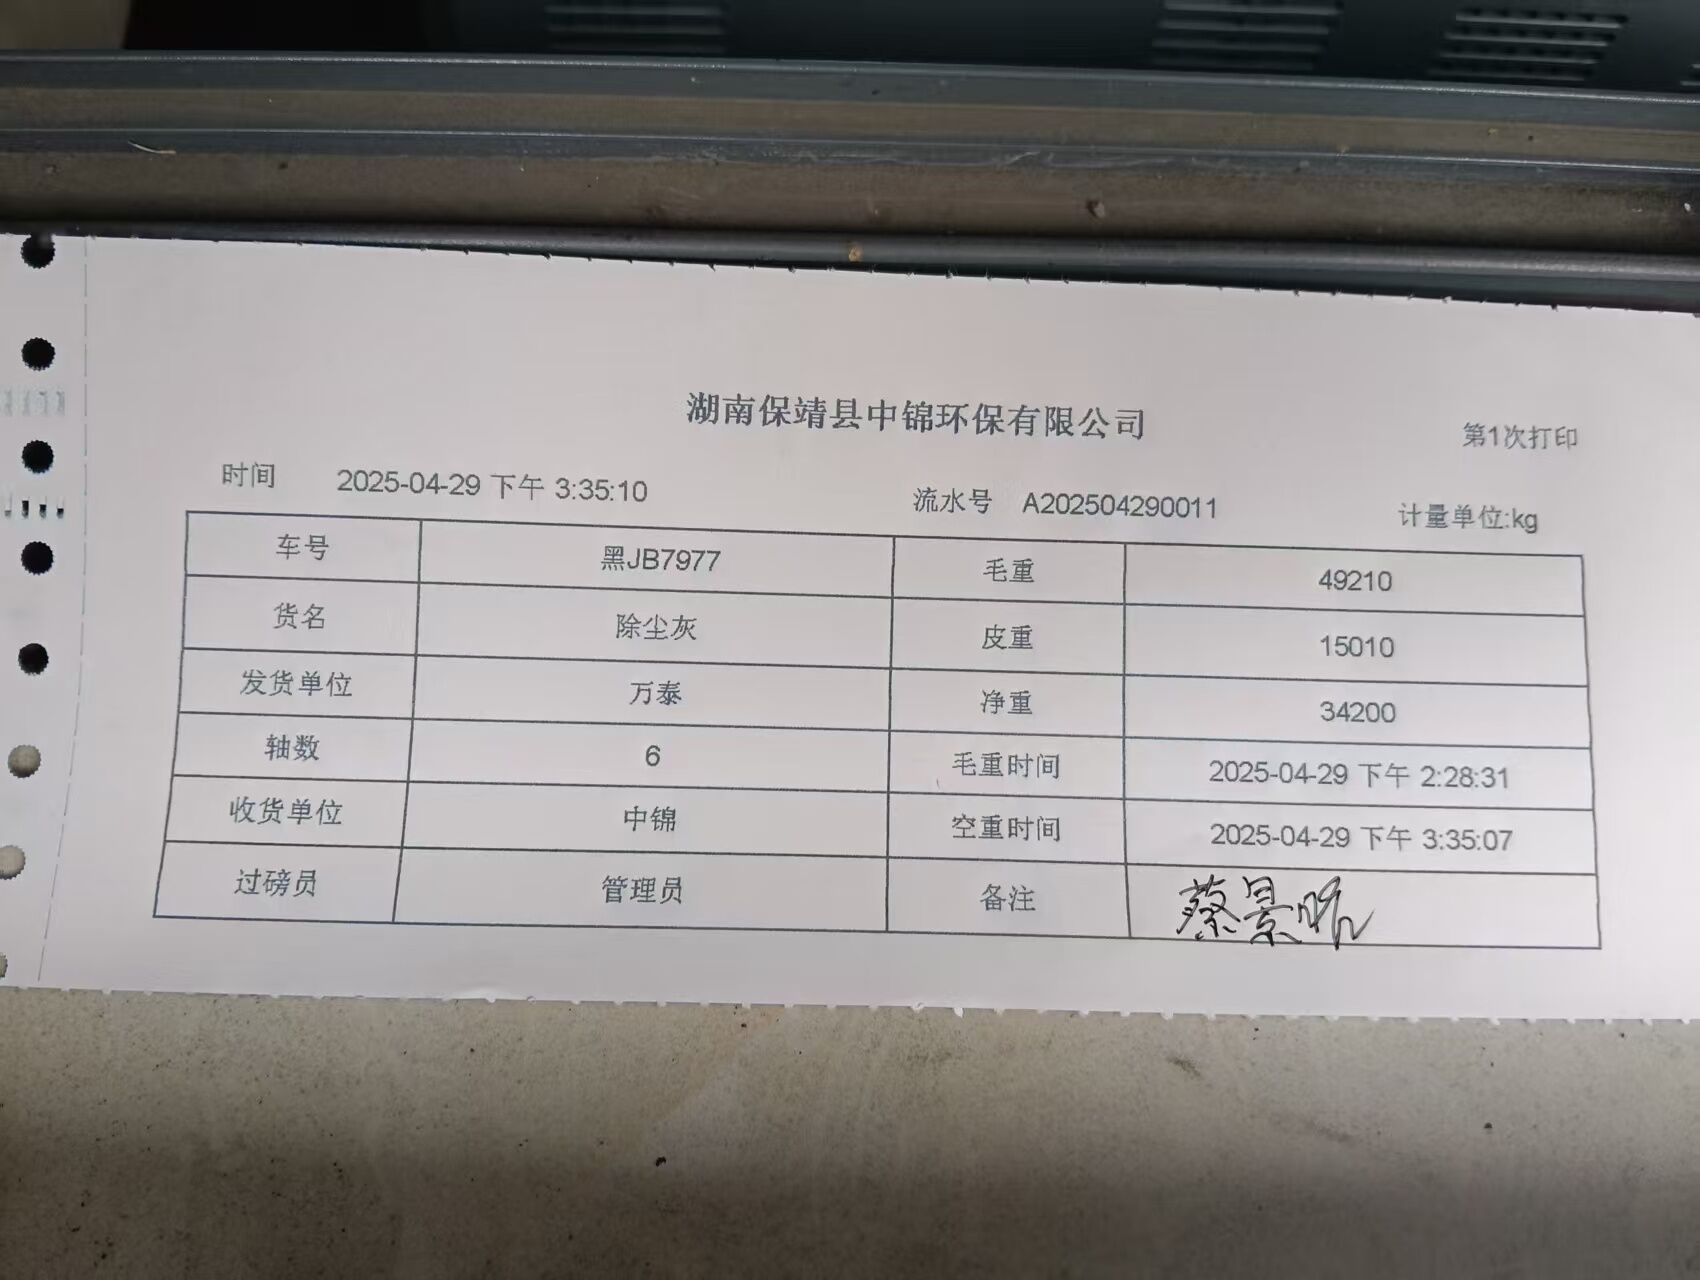 湖南保靖县中锦环保有限公司
第1次打印
时间 2025-04-29 下午 3:35:10 流水号 A202504290011 计量单位:kg
车号 黑JB7977 毛重 49210
货名 除尘灰 皮重 15010
发货单位 万泰 净重 34200
轴数 6 毛重时间 2025-04-29 下午 2:28:31
收货单位 中锦 空重时间 2025-04-29 下午 3:35:07
过磅员 管理员 备注 蔡景